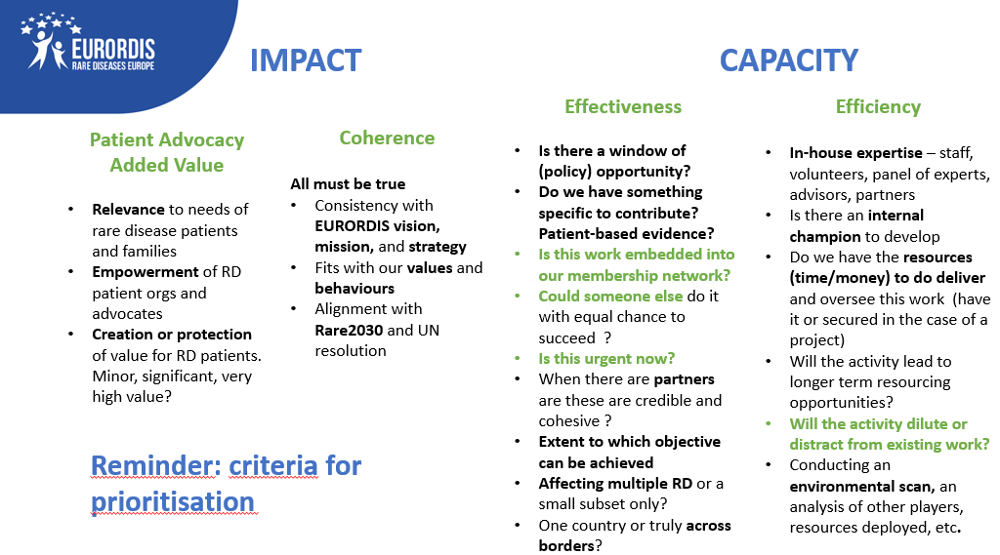 EURORDIS
RARE DISEASES EUROPE
IMPACT
CAPACITY
Patient Advocacy
Added Value
• Relevance to needs of
rare disease patients
and families
• Empowerment of RD
patient orgs and
advocates
• Creation or protection
of value for RD patients.
Minor, significant, very
high value?
Coherence
All must be true
• Consistency with
EURORDIS vision,
mission, and strategy
• Fits with our values and
behaviours
• Alignment with
Rare2030 and UN
resolution
Reminder: criteria for
prioritisation
Effectiveness
• Is there a window of
(policy) opportunity?
• Do we have something
specific to contribute?
Patient-based evidence?
• Is this work embedded into
our membership network?
• Could someone else do it
with equal chance to
succeed ?
• Is this urgent now?
• When there are partners
are these are credible and
cohesive ?
• Extent to which objective
can be achieved
• Affecting multiple RD or a
small subset only?
• One country or truly across
borders?
Efficiency
• In-house expertise – staff,
volunteers, panel of experts,
advisors, partners
• Is there an internal
champion to develop
• Do we have the resources
(time/money) to do deliver
and oversee this work (have
it or secured in the case of a
project)
• Will the activity lead to
longer term resourcing
opportunities?
• Will the activity dilute or
distract from existing work?
• Conducting an
environmental scan, an
analysis of other players,
resources deployed, etc.